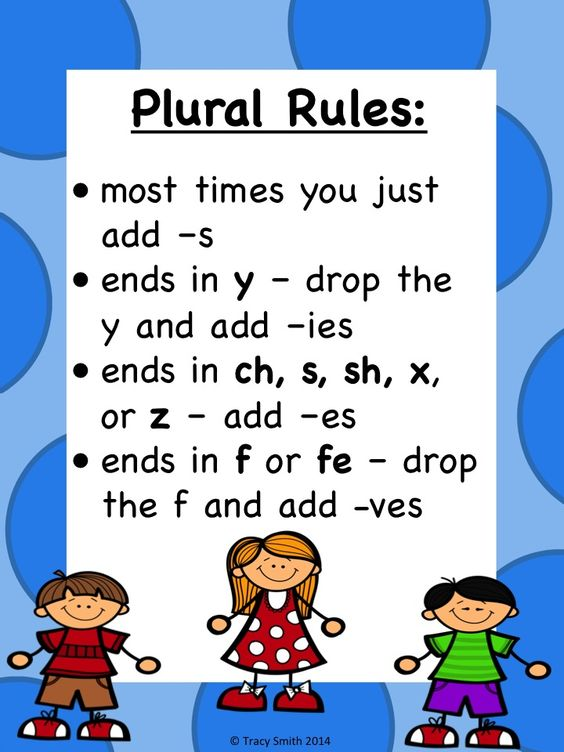 Plural Rules:
• most times you just
add –s
• ends in y – drop the
y and add –ies
• ends in ch, s, sh, x,
or z – add –es
• ends in f or fe – drop
the f and add -ves
© Tracy Smith 2014